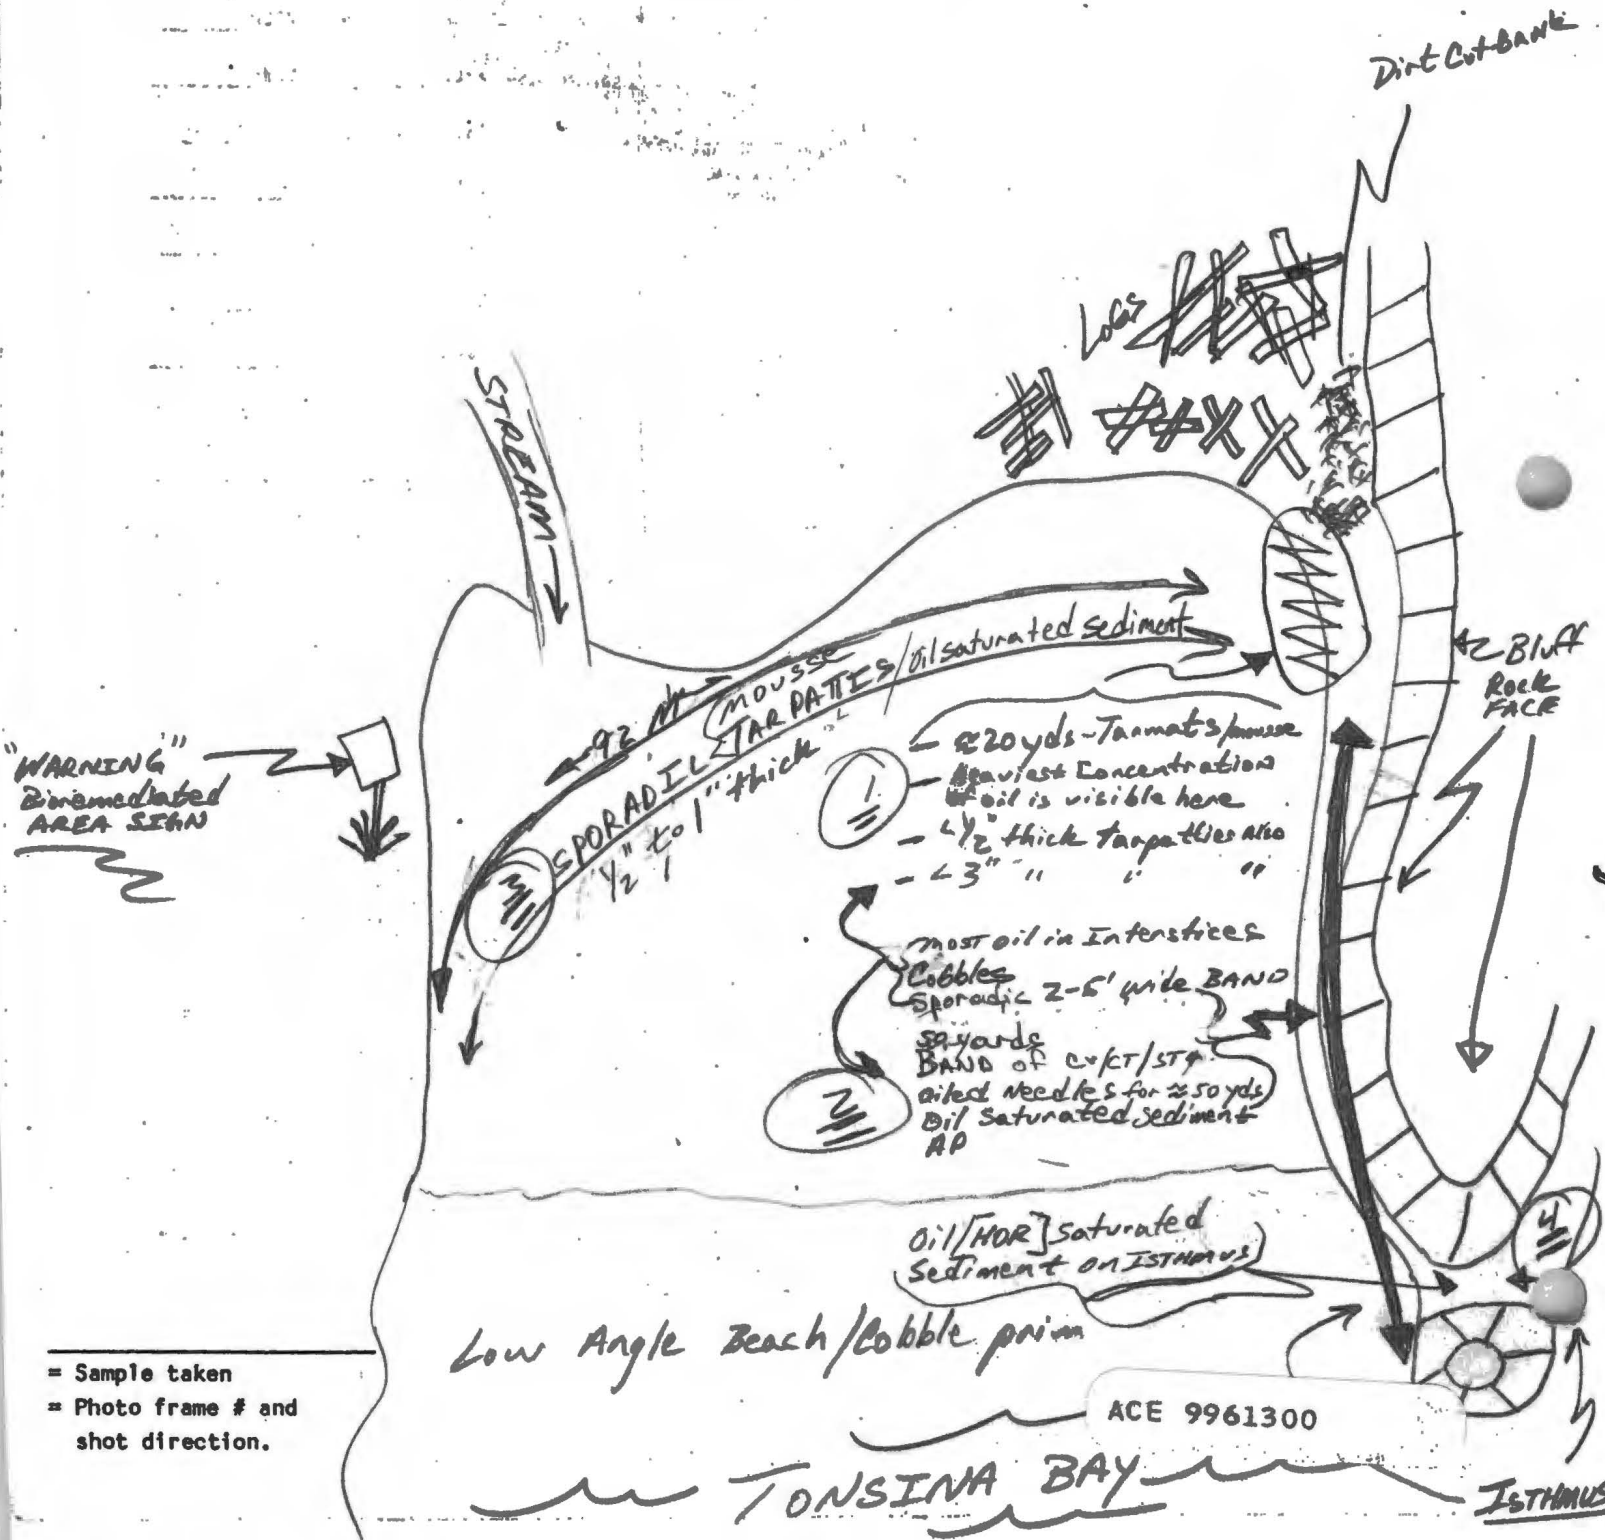 Dirt Cut BANK
Logs
STREAM
Bluff
ROCK
FACE
MOUSSE
SPORADIC TAR PATTIES/Oil saturated sediment
1/2" to 1" thick
92 M
"WARNING"
Bioremediated
AREA SIGN
1
- ≈20 yds - Tarmats/mousse
- Heaviest Concentration
of oil is visible here
- <1/2" thick tarpatties also
- <3" " " "
3
most oil in Interstices
Cobbles
Sporadic 2-5' wide BAND
50 yards
BAND of CV/CT/ST
2
oiled Needles for ≈50 yds
Oil Saturated Sediment
AP
4
Oil [HOR] Saturated
Sediment on ISTHMUS
Low Angle Beach/Cobble prim
= Sample taken
= Photo frame # and
shot direction.
ACE 9961300
TONSINA BAY
ISTHMUS